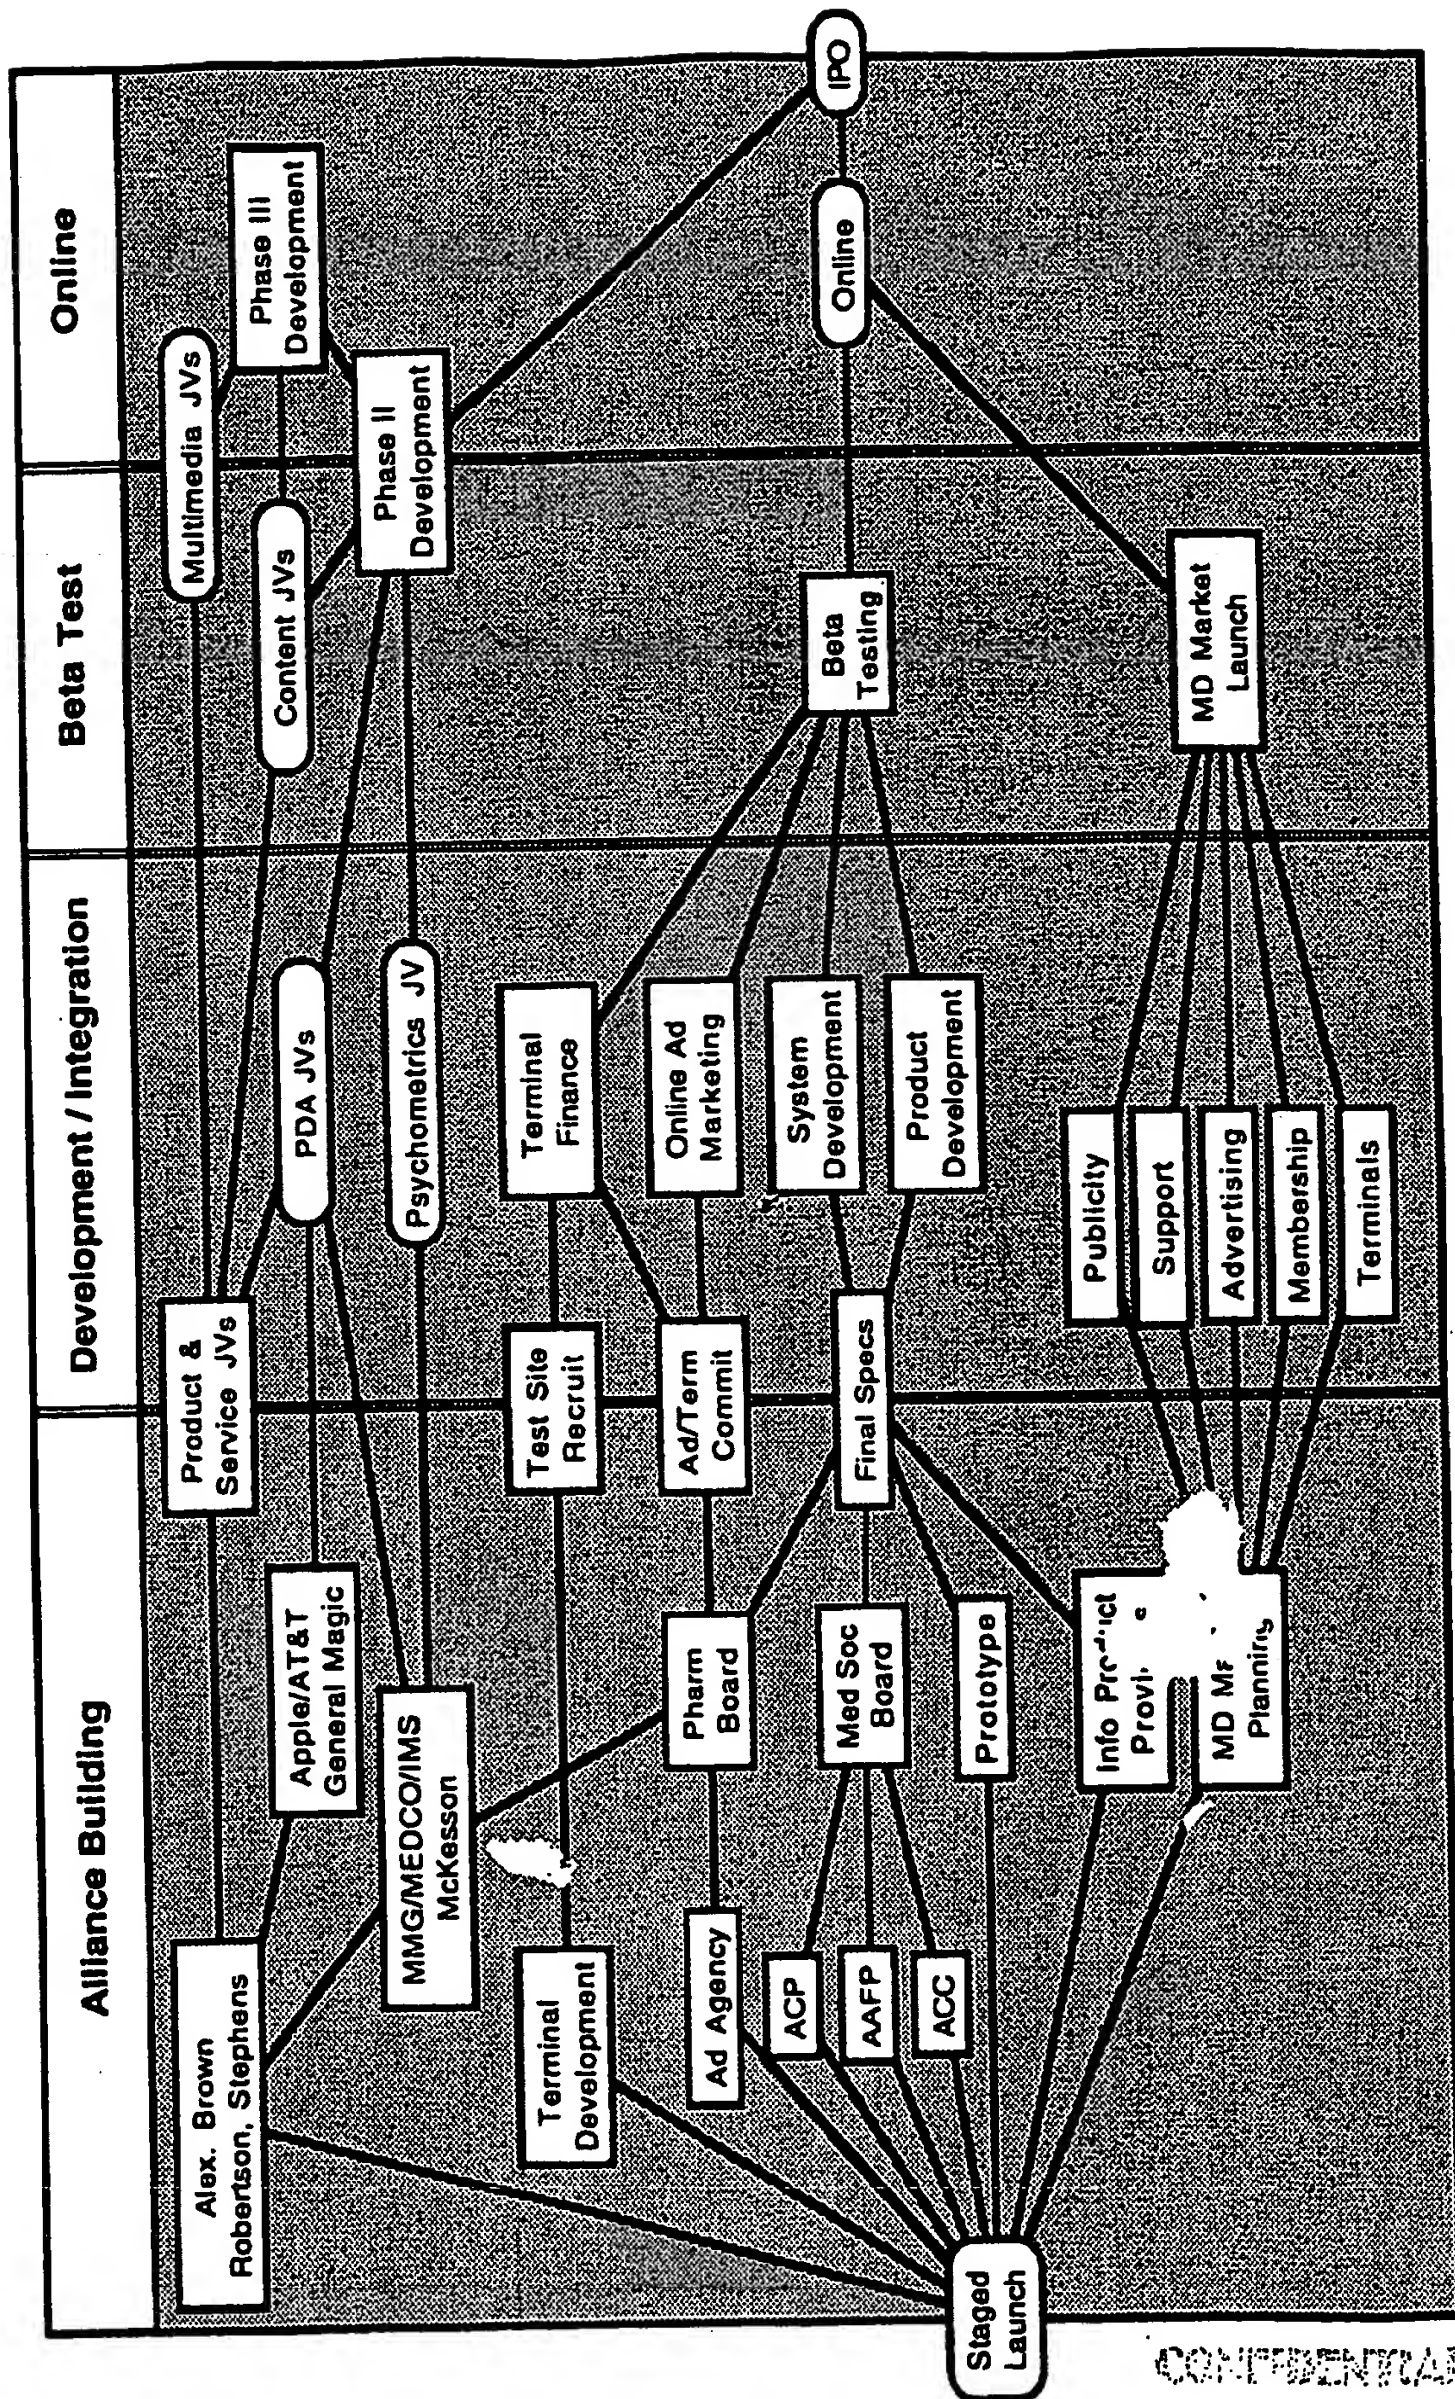 Alliance Building
Development / Integration
Beta Test
Online
Alex. Brown
Robertson, Stephens
Product &
Service JVs
Multimedia JVs
Phase III
Development
Apple/AT&T
General Magic
PDA JVs
Content JVs
MMG/MEDCO/IMS
McKesson
Psychometrics JV
Phase II
Development
Terminal
Development
Test Site
Recruit
Terminal
Finance
Ad Agency
Pharm
Board
Ad/Term
Commit
Online Ad
Marketing
ACP
AAFP
ACC
Med Soc
Board
Final Specs
System
Development
Product
Development
Beta
Testing
Online
IPO
Prototype
Staged
Launch
Info
MD
Planning
Publicity
Support
Advertising
Membership
Terminals
MD Market
Launch
CONFIDENTIAL